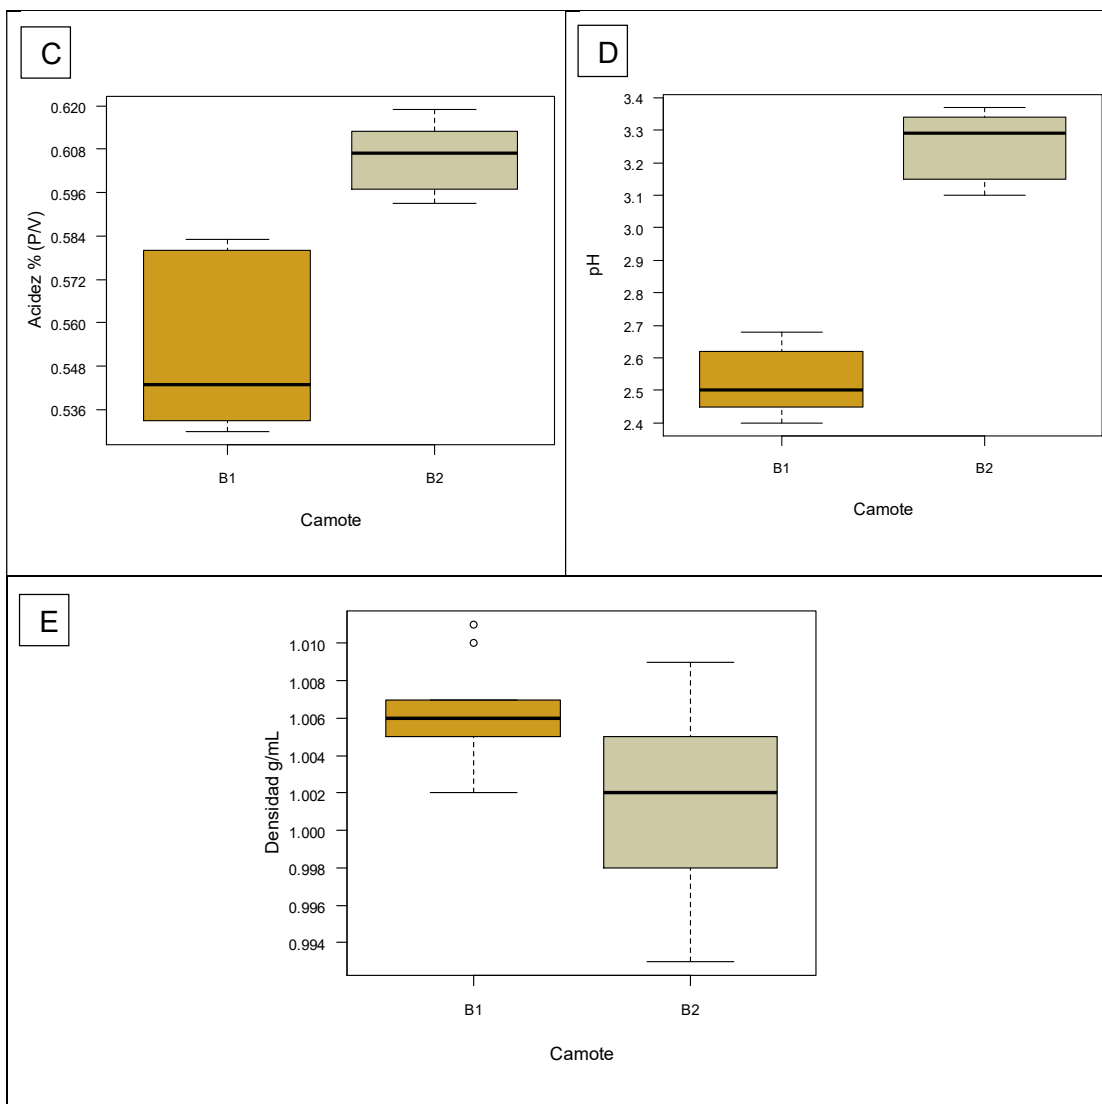 C
0.620
0.608
0.596
0.584
0.572
0.560
0.548
0.536
Acidez % (P/V)
B1 B2
Camote
D
3.4
3.3
3.2
3.1
3.0
2.9
2.8
2.7
2.6
2.5
2.4
pH
B1 B2
Camote
E
1.010
1.008
1.006
1.004
1.002
1.000
0.998
0.996
0.994
Densidad g/mL
B1 B2
Camote